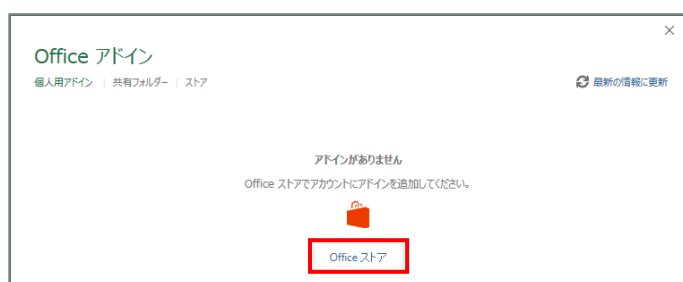 Office アドイン
個人用アドイン | 共有フォルダー | ストア
最新の情報に更新
アドインがありません
Office ストアでアカウントにアドインを追加してください。
Office ストア